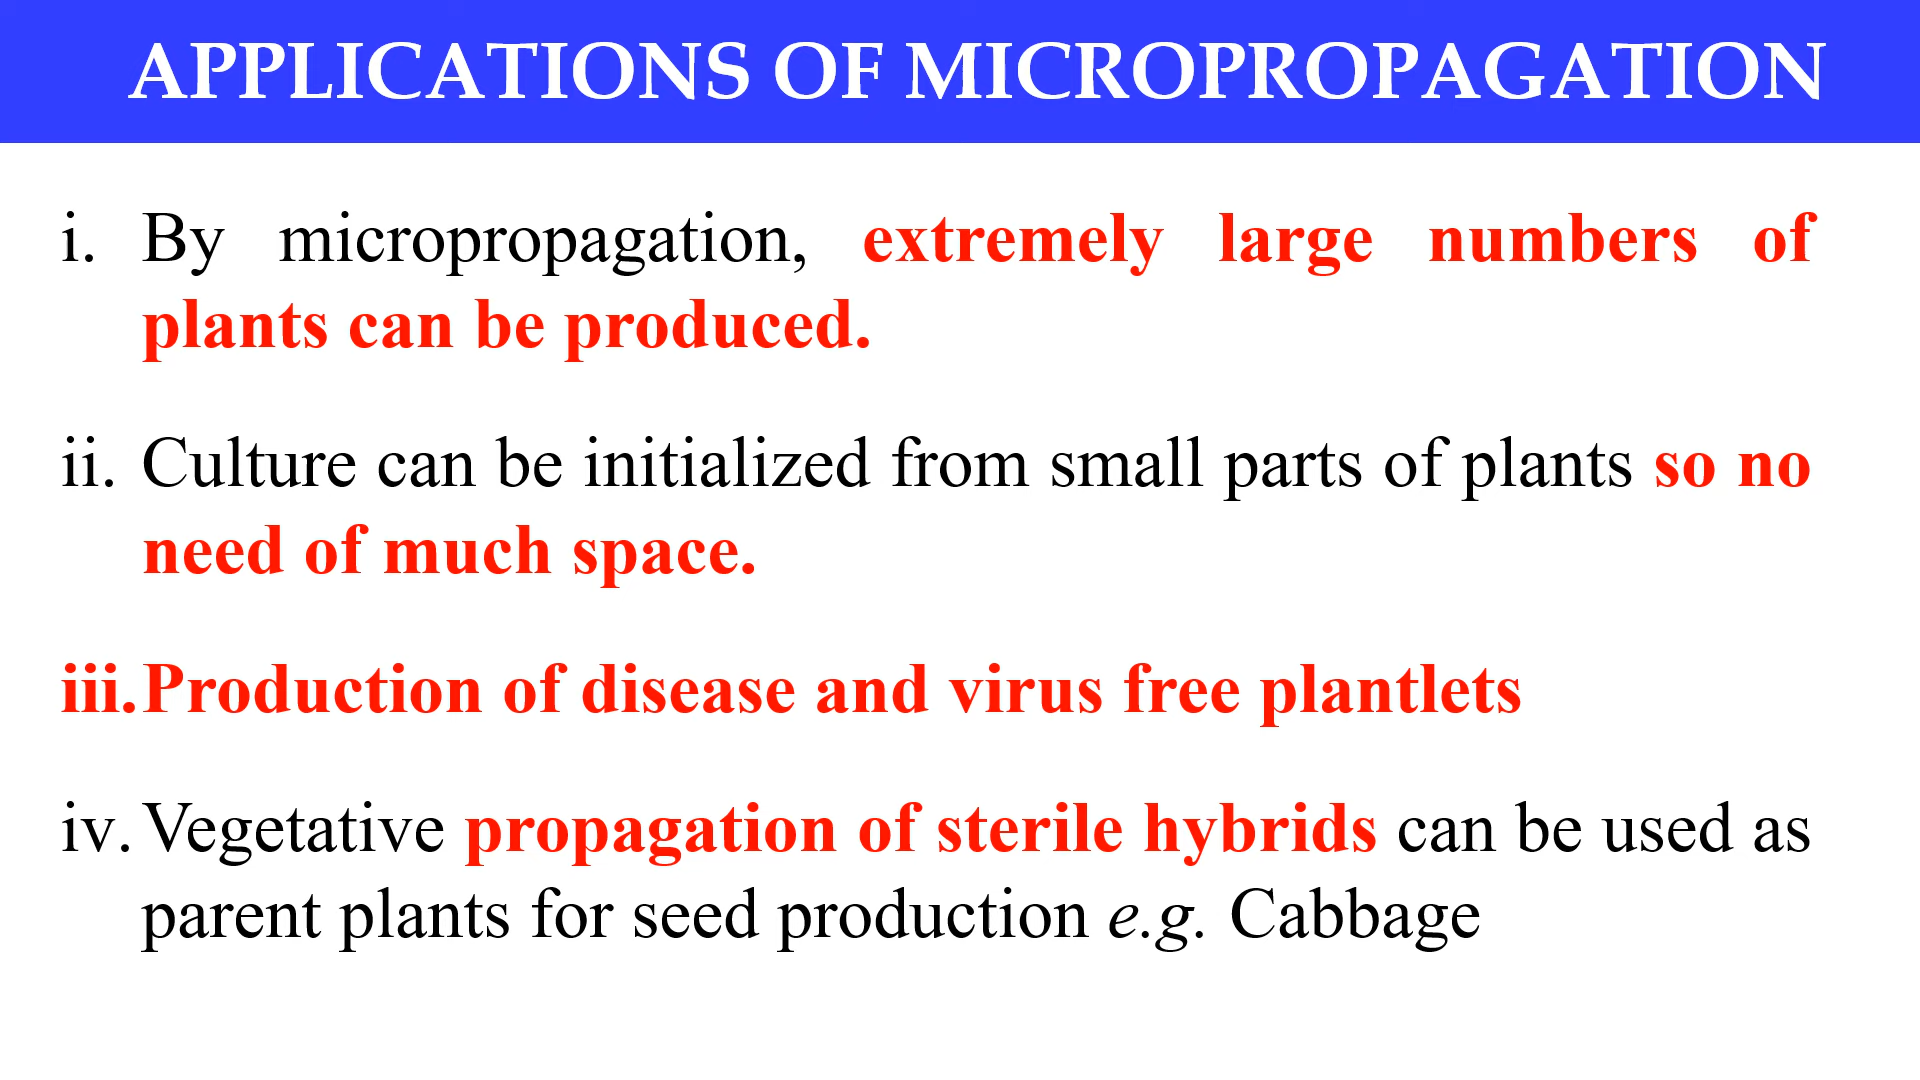 APPLICATIONS OF MICROPROPAGATION
i. By micropropagation, extremely large numbers of
plants can be produced.
ii. Culture can be initialized from small parts of plants so no
need of much space.
iii. Production of disease and virus free plantlets
iv. Vegetative propagation of sterile hybrids can be used as
parent plants for seed production e.g. Cabbage